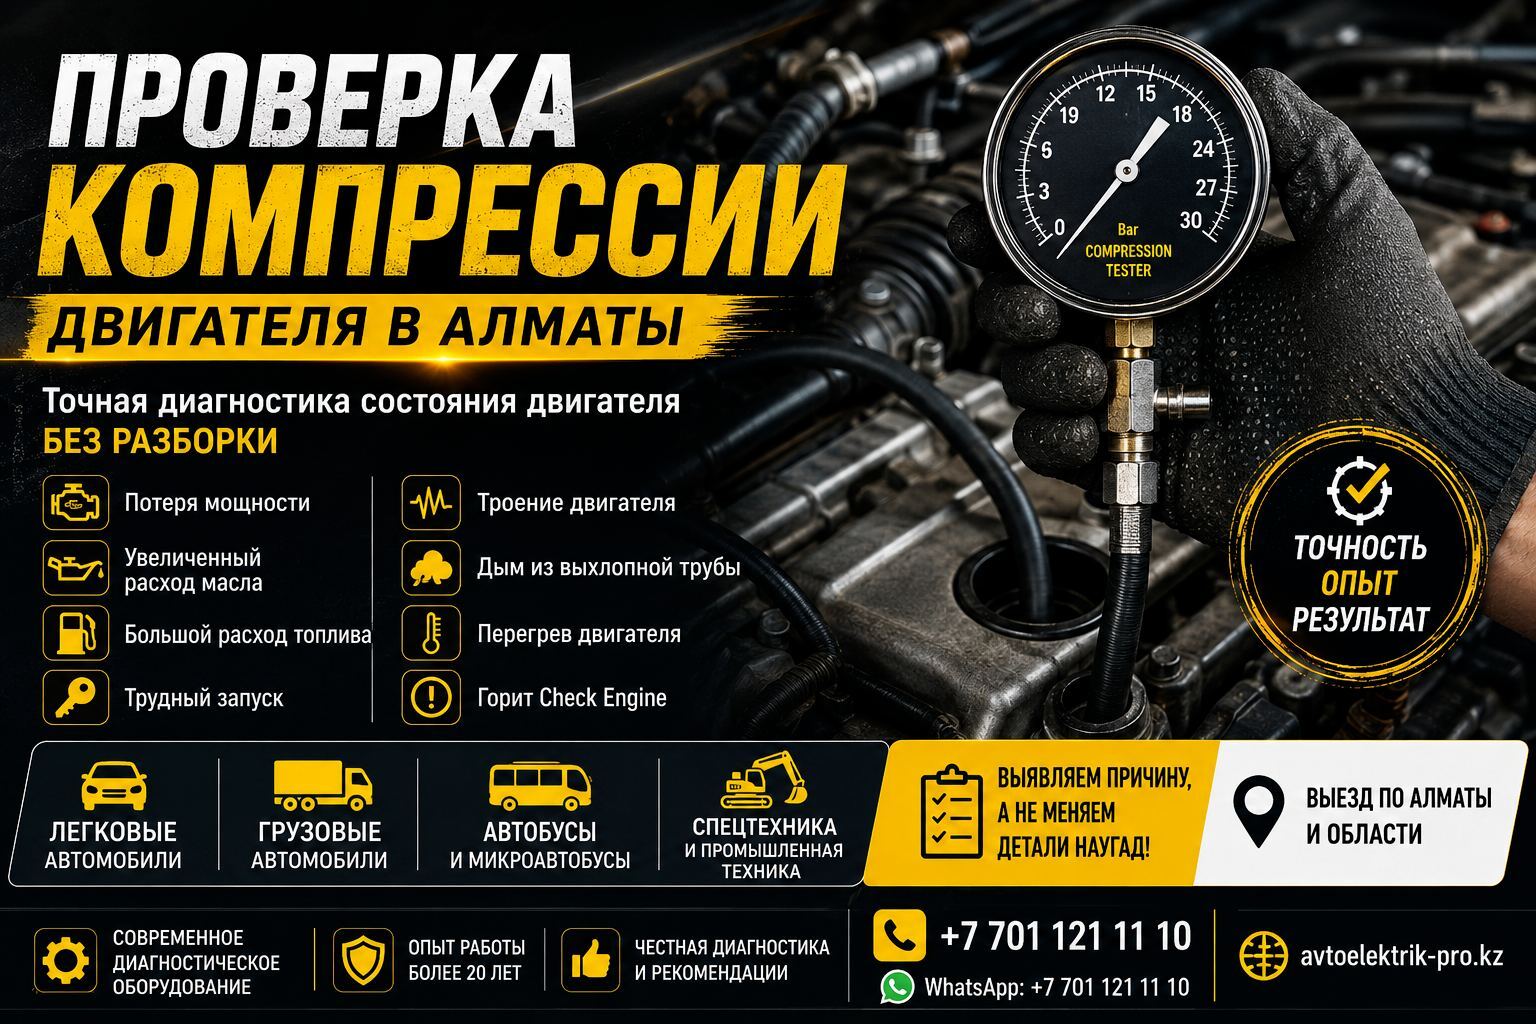 ПРОВЕРКА
КОМПРЕССИИ
ДВИГАТЕЛЯ В АЛМАТЫ
Точная диагностика состояния двигателя
БЕЗ РАЗБОРКИ
Потеря мощности
Увеличенный
расход масла
Большой расход топлива
Трудный запуск
Троение двигателя
Дым из выхлопной трубы
Перегрев двигателя
Горит Check Engine
0
3
6
19
12
15
18
24
27
30
Bar
COMPRESSION
TESTER
ТОЧНОСТЬ
ОПЫТ
РЕЗУЛЬТАТ
ЛЕГКОВЫЕ
АВТОМОБИЛИ
ГРУЗОВЫЕ
АВТОМОБИЛИ
АВТОБУСЫ
И МИКРОАВТОБУСЫ
СПЕЦТЕХНИКА
И ПРОМЫШЛЕННАЯ
ТЕХНИКА
ВЫЯВЛЯЕМ ПРИЧИНУ,
А НЕ МЕНЯЕМ
ДЕТАЛИ НАУГАД!
ВЫЕЗД ПО АЛМАТЫ
И ОБЛАСТИ
СОВРЕМЕННОЕ
ДИАГНОСТИЧЕСКОЕ
ОБОРУДОВАНИЕ
ОПЫТ РАБОТЫ
БОЛЕЕ 20 ЛЕТ
ЧЕСТНАЯ ДИАГНОСТИКА
И РЕКОМЕНДАЦИИ
+7 701 121 11 10
WhatsApp: +7 701 121 11 10
avtoelektrik-pro.kz